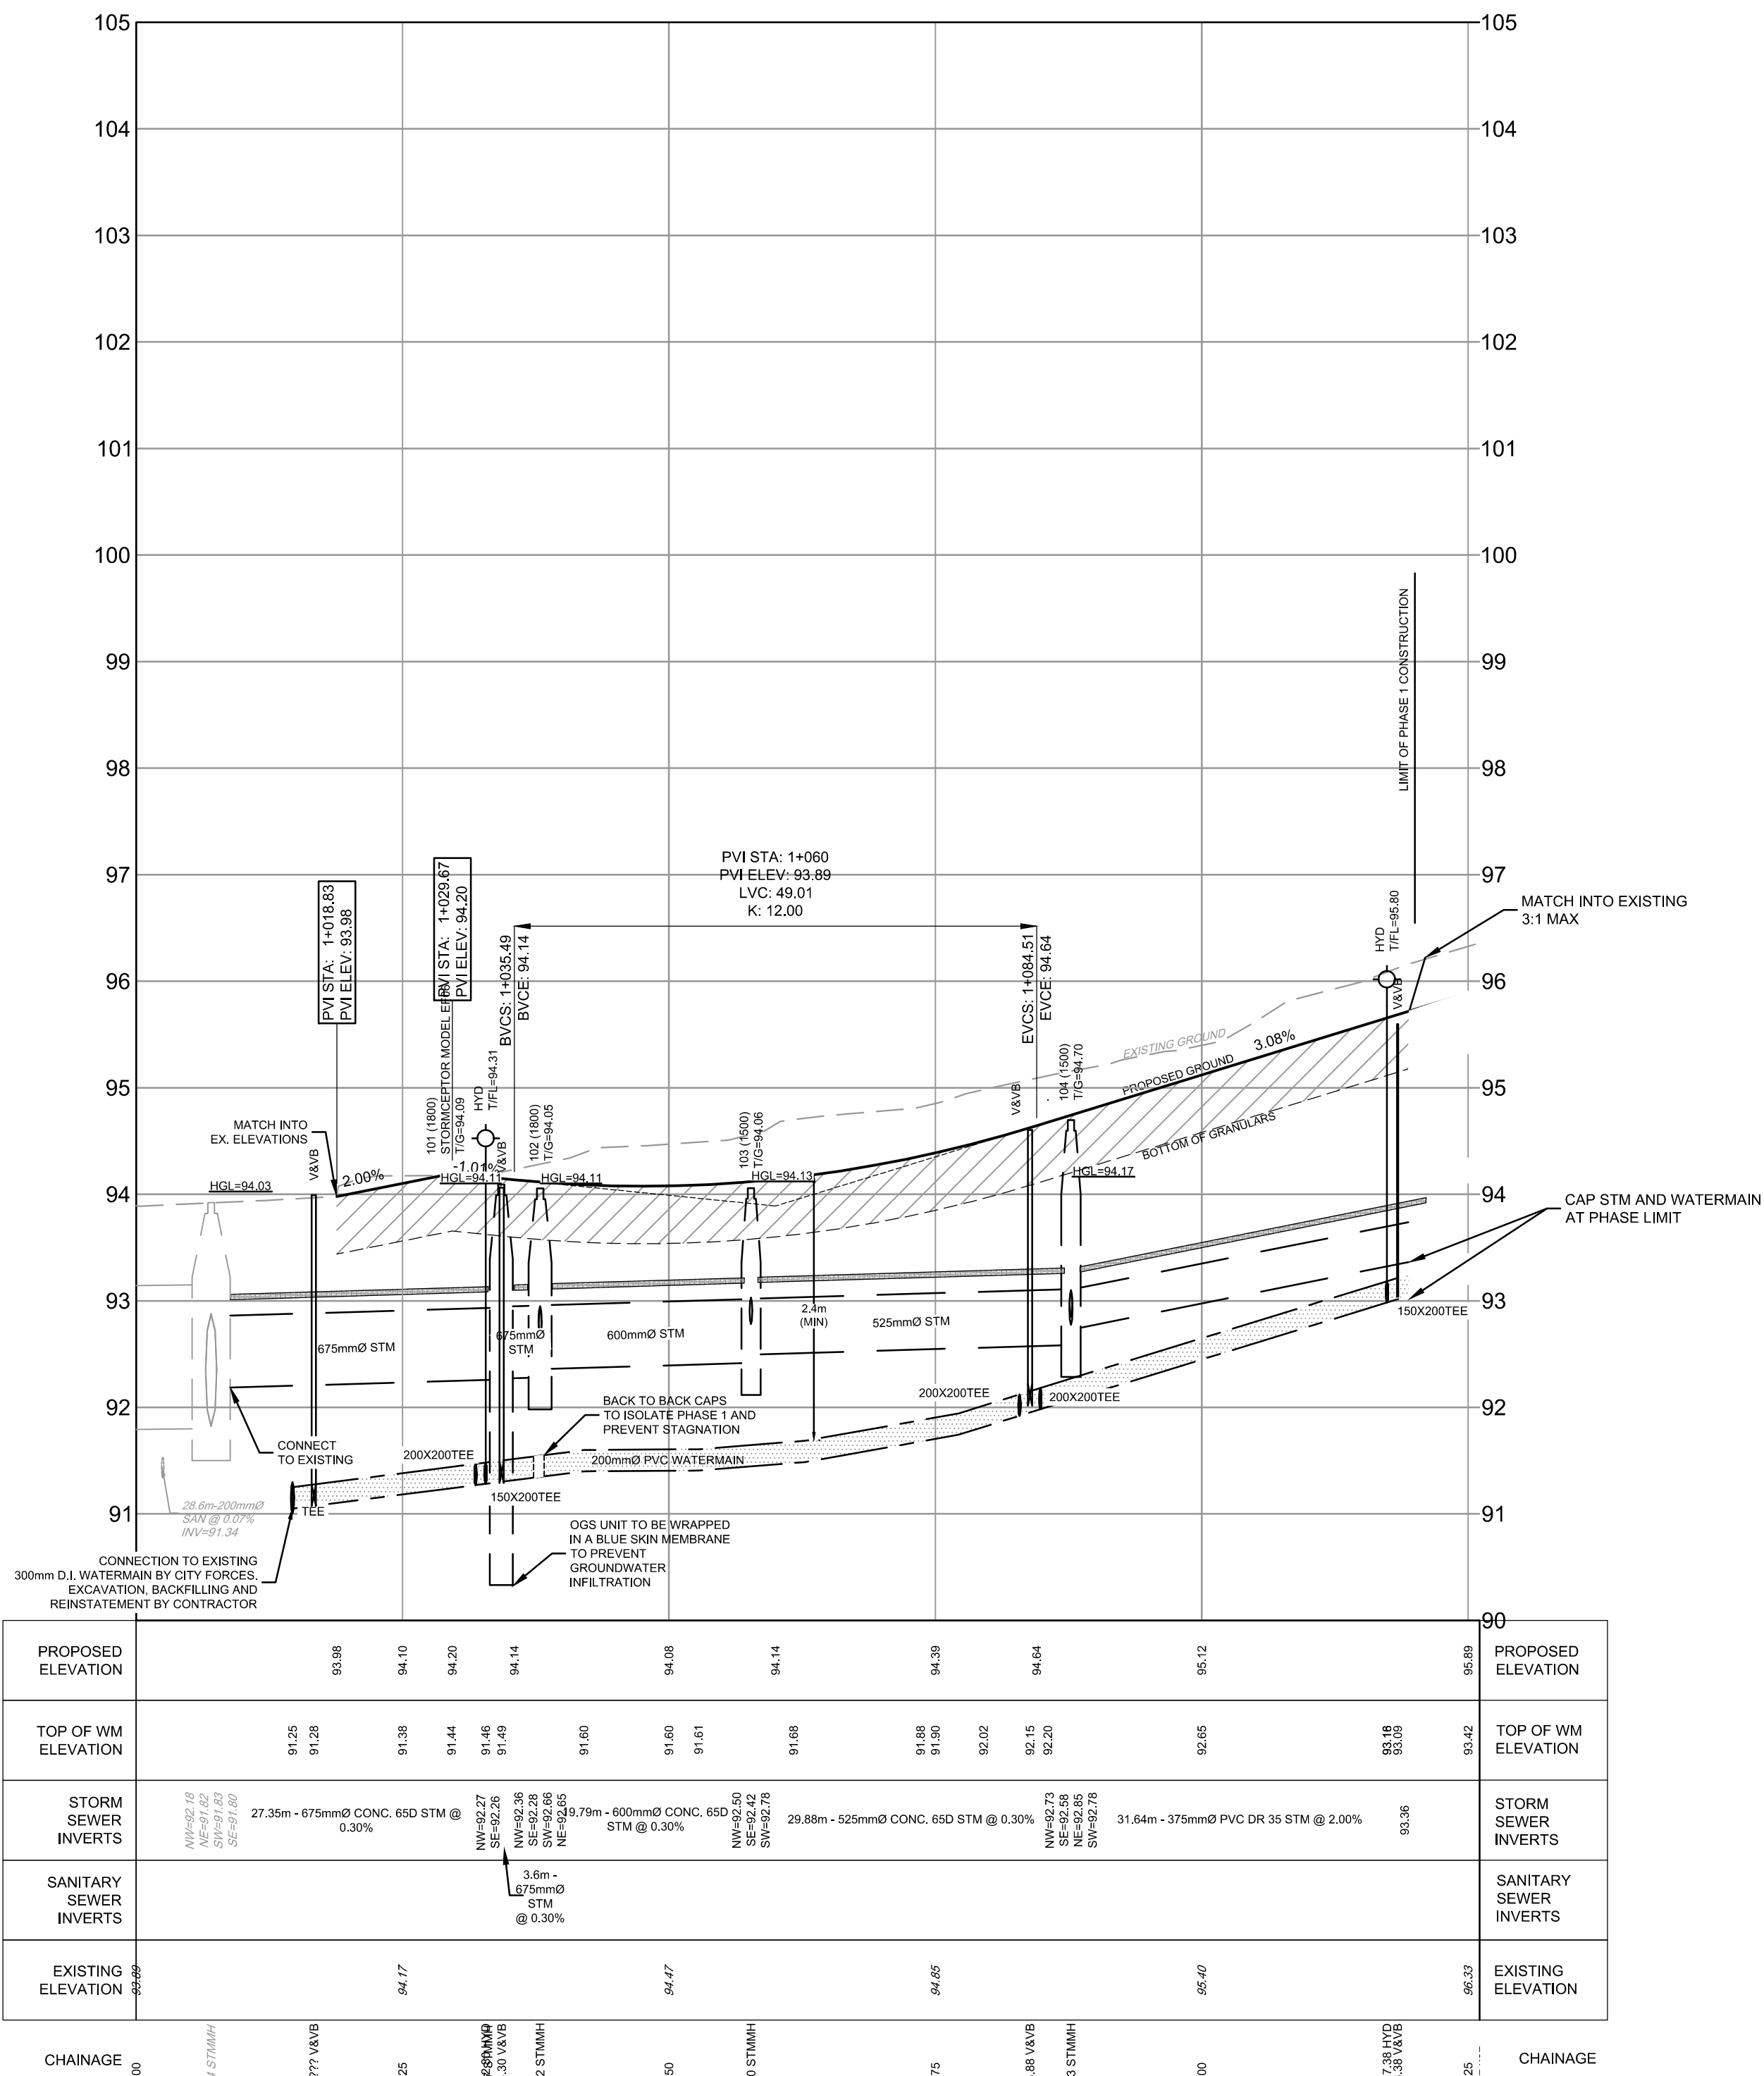 105
105
104
104
103
103
102
102
101
101
100
100
99
99
98
98
97
97
96
96
95
95
94
94
93
93
92
92
91
91
90
LIMIT OF PHASE 1 CONSTRUCTION
PVI STA: 1+060
PVI ELEV: 93.89
LVC: 49.01
K: 12.00
PVI STA: 1+018.83
PVI ELEV: 93.98
PVI STA: 1+029.67
PVI ELEV: 94.20
BVCS: 1+035.49
BVCE: 94.14
EVCS: 1+084.51
EVCE: 94.64
HYD
T/FL=95.80
V&VB
MATCH INTO EXISTING
3:1 MAX
EXISTING GROUND
PROPOSED GROUND
3.08%
BOTTOM OF GRANULARS
MATCH INTO
EX. ELEVATIONS
V&VB
2.00%
101 (1800)
STORMCEPTOR MODEL
T/G=94.09
HYD
T/FL=94.31
-1.01%
V&VB
102 (1800)
T/G=94.05
103 (1500)
T/G=94.06
V&VB
104 (1500)
T/G=94.70
HGL=94.03
HGL=94.11
HGL=94.11
HGL=94.13
HGL=94.17
CAP STM AND WATERMAIN
AT PHASE LIMIT
675mmØ STM
675mmØ
STM
600mmØ STM
2.4m
(MIN)
525mmØ STM
150X200TEE
200X200TEE
200X200TEE
BACK TO BACK CAPS
TO ISOLATE PHASE 1 AND
PREVENT STAGNATION
CONNECT
TO EXISTING
200X200TEE
200mmØ PVC WATERMAIN
150X200TEE
TEE
28.6m-200mmØ
SAN @ 0.07%
INV=91.34
OGS UNIT TO BE WRAPPED
IN A BLUE SKIN MEMBRANE
TO PREVENT
GROUNDWATER
INFILTRATION
CONNECTION TO EXISTING
300mm D.I. WATERMAIN BY CITY FORCES.
EXCAVATION, BACKFILLING AND
REINSTATEMENT BY CONTRACTOR
PROPOSED
ELEVATION
93.98
94.10
94.20
94.14
94.08
94.14
94.39
94.64
95.12
95.89
PROPOSED
ELEVATION
TOP OF WM
ELEVATION
91.25
91.28
91.38
91.44
91.46
91.49
91.60
91.60
91.61
91.68
91.88
91.90
92.02
92.15
92.20
92.65
93.09
93.42
TOP OF WM
ELEVATION
STORM
SEWER
INVERTS
NW=92.18
NE=91.82
SW=91.83
SE=91.80
27.35m - 675mmØ CONC. 65D STM @
0.30%
NW=92.27
SE=92.26
NW=92.36
SE=92.28
SW=92.66
NE=92.65
19.79m - 600mmØ CONC. 65D
STM @ 0.30%
NW=92.50
SE=92.42
SW=92.78
29.88m - 525mmØ CONC. 65D STM @ 0.30%
NW=92.73
SE=92.58
NE=92.85
SW=92.78
31.64m - 375mmØ PVC DR 35 STM @ 2.00%
93.36
STORM
SEWER
INVERTS
SANITARY
SEWER
INVERTS
3.6m -
675mmØ
STM
@ 0.30%
SANITARY
SEWER
INVERTS
EXISTING
ELEVATION
93.89
94.17
94.47
94.85
95.40
96.33
EXISTING
ELEVATION
CHAINAGE
00
4 STMMH
??? V&VB
25
.30 V&VB
2 STMMH
50
0 STMMH
75
.88 V&VB
3 STMMH
00
7.38 HYD
.38 V&VB
25
CHAINAGE